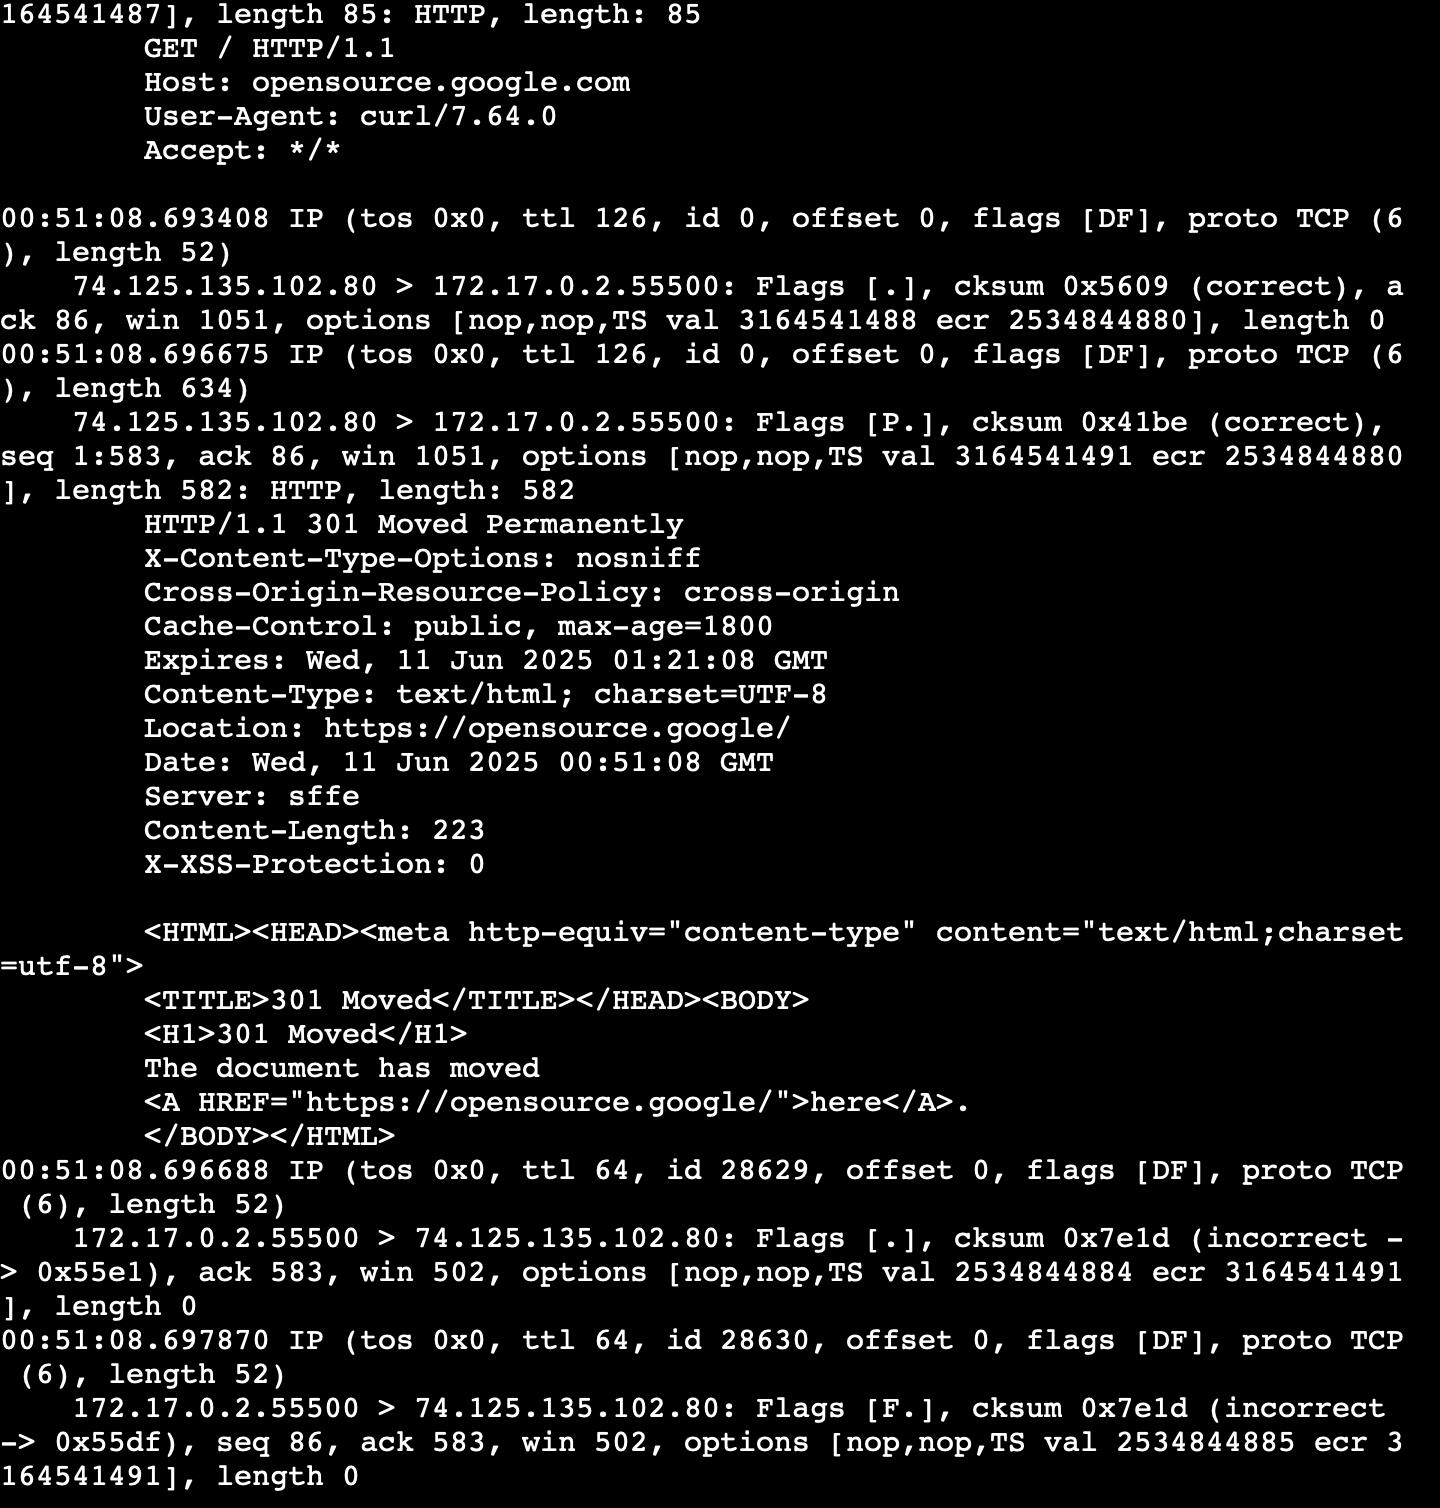 164541487], length 85: HTTP, length: 85
        GET / HTTP/1.1
        Host: opensource.google.com
        User-Agent: curl/7.64.0
        Accept: */*

00:51:08.693408 IP (tos 0x0, ttl 126, id 0, offset 0, flags [DF], proto TCP (6
), length 52)
    74.125.135.102.80 > 172.17.0.2.55500: Flags [.], cksum 0x5609 (correct), a
ck 86, win 1051, options [nop,nop,TS val 3164541488 ecr 2534844880], length 0
00:51:08.696675 IP (tos 0x0, ttl 126, id 0, offset 0, flags [DF], proto TCP (6
), length 634)
    74.125.135.102.80 > 172.17.0.2.55500: Flags [P.], cksum 0x41be (correct),
seq 1:583, ack 86, win 1051, options [nop,nop,TS val 3164541491 ecr 2534844880
], length 582: HTTP, length: 582
        HTTP/1.1 301 Moved Permanently
        X-Content-Type-Options: nosniff
        Cross-Origin-Resource-Policy: cross-origin
        Cache-Control: public, max-age=1800
        Expires: Wed, 11 Jun 2025 01:21:08 GMT
        Content-Type: text/html; charset=UTF-8
        Location: https://opensource.google/
        Date: Wed, 11 Jun 2025 00:51:08 GMT
        Server: sffe
        Content-Length: 223
        X-XSS-Protection: 0

        <HTML><HEAD><meta http-equiv="content-type" content="text/html;charset
=utf-8">
        <TITLE>301 Moved</TITLE></HEAD><BODY>
        <H1>301 Moved</H1>
        The document has moved
        <A HREF="https://opensource.google/">here</A>.
        </BODY></HTML>
00:51:08.696688 IP (tos 0x0, ttl 64, id 28629, offset 0, flags [DF], proto TCP
 (6), length 52)
    172.17.0.2.55500 > 74.125.135.102.80: Flags [.], cksum 0x7e1d (incorrect -
> 0x55e1), ack 583, win 502, options [nop,nop,TS val 2534844884 ecr 3164541491
], length 0
00:51:08.697870 IP (tos 0x0, ttl 64, id 28630, offset 0, flags [DF], proto TCP
 (6), length 52)
    172.17.0.2.55500 > 74.125.135.102.80: Flags [F.], cksum 0x7e1d (incorrect
-> 0x55df), seq 86, ack 583, win 502, options [nop,nop,TS val 2534844885 ecr 3
164541491], length 0